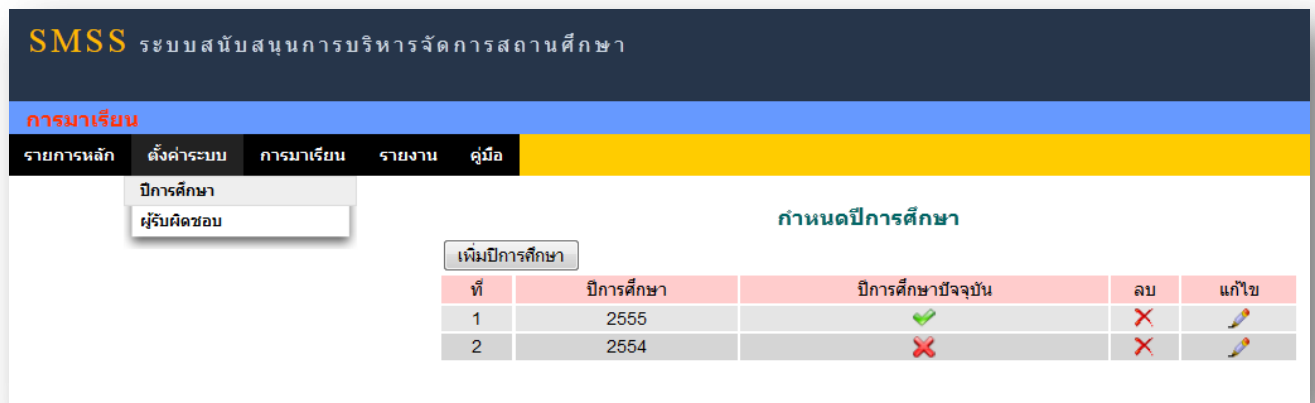 SMSS ระบบสนับสนุนการบริหารจัดการสถานศึกษา
การมาเรียน
รายการหลัก ตั้งค่าระบบ การมาเรียน รายงาน คู่มือ
ปีการศึกษา
ผู้รับผิดชอบ
กำหนดปีการศึกษา
เพิ่มปีการศึกษา
ที่ ปีการศึกษา ปีการศึกษาปัจจุบัน ลบ แก้ไข
1 2555
2 2554